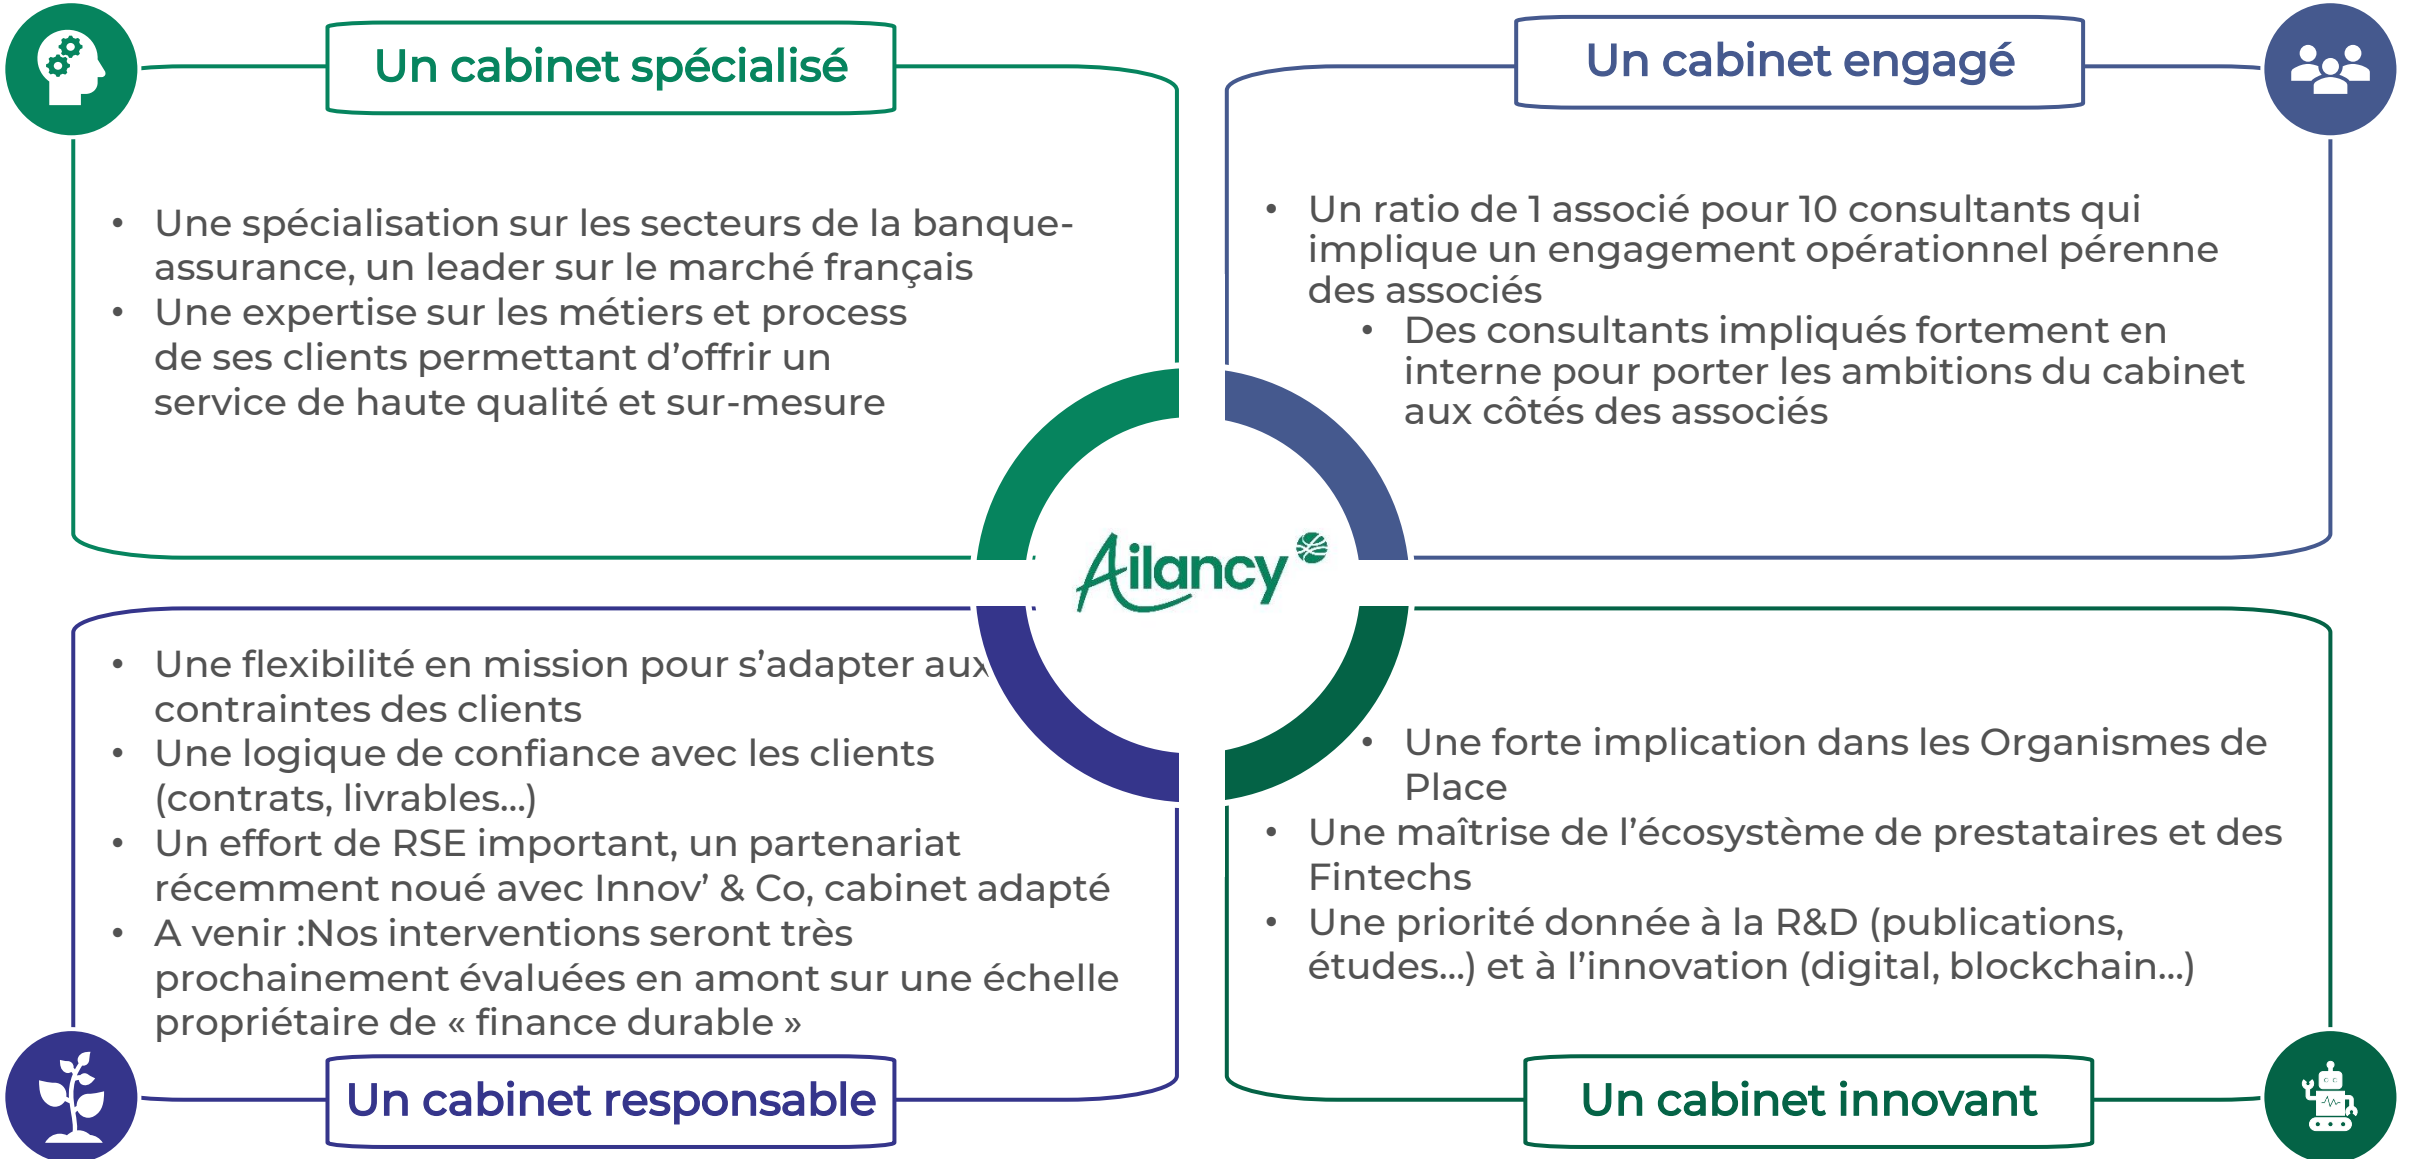 Un cabinet spécialisé
• Une spécialisation sur les secteurs de la banque-
assurance, un leader sur le marché français
• Une expertise sur les métiers et process
de ses clients permettant d’offrir un
service de haute qualité et sur-mesure
Un cabinet engagé
• Un ratio de 1 associé pour 10 consultants qui
implique un engagement opérationnel pérenne
des associés
• Des consultants impliqués fortement en
interne pour porter les ambitions du cabinet
aux côtés des associés
Ailancy
• Une flexibilité en mission pour s’adapter aux
contraintes des clients
• Une logique de confiance avec les clients
(contrats, livrables…)
• Un effort de RSE important, un partenariat
récemment noué avec Innov’ & Co, cabinet adapté
• A venir :Nos interventions seront très
prochainement évaluées en amont sur une échelle
propriétaire de « finance durable »
Un cabinet responsable
• Une forte implication dans les Organismes de
Place
• Une maîtrise de l’écosystème de prestataires et des
Fintechs
• Une priorité donnée à la R&D (publications,
études…) et à l’innovation (digital, blockchain…)
Un cabinet innovant